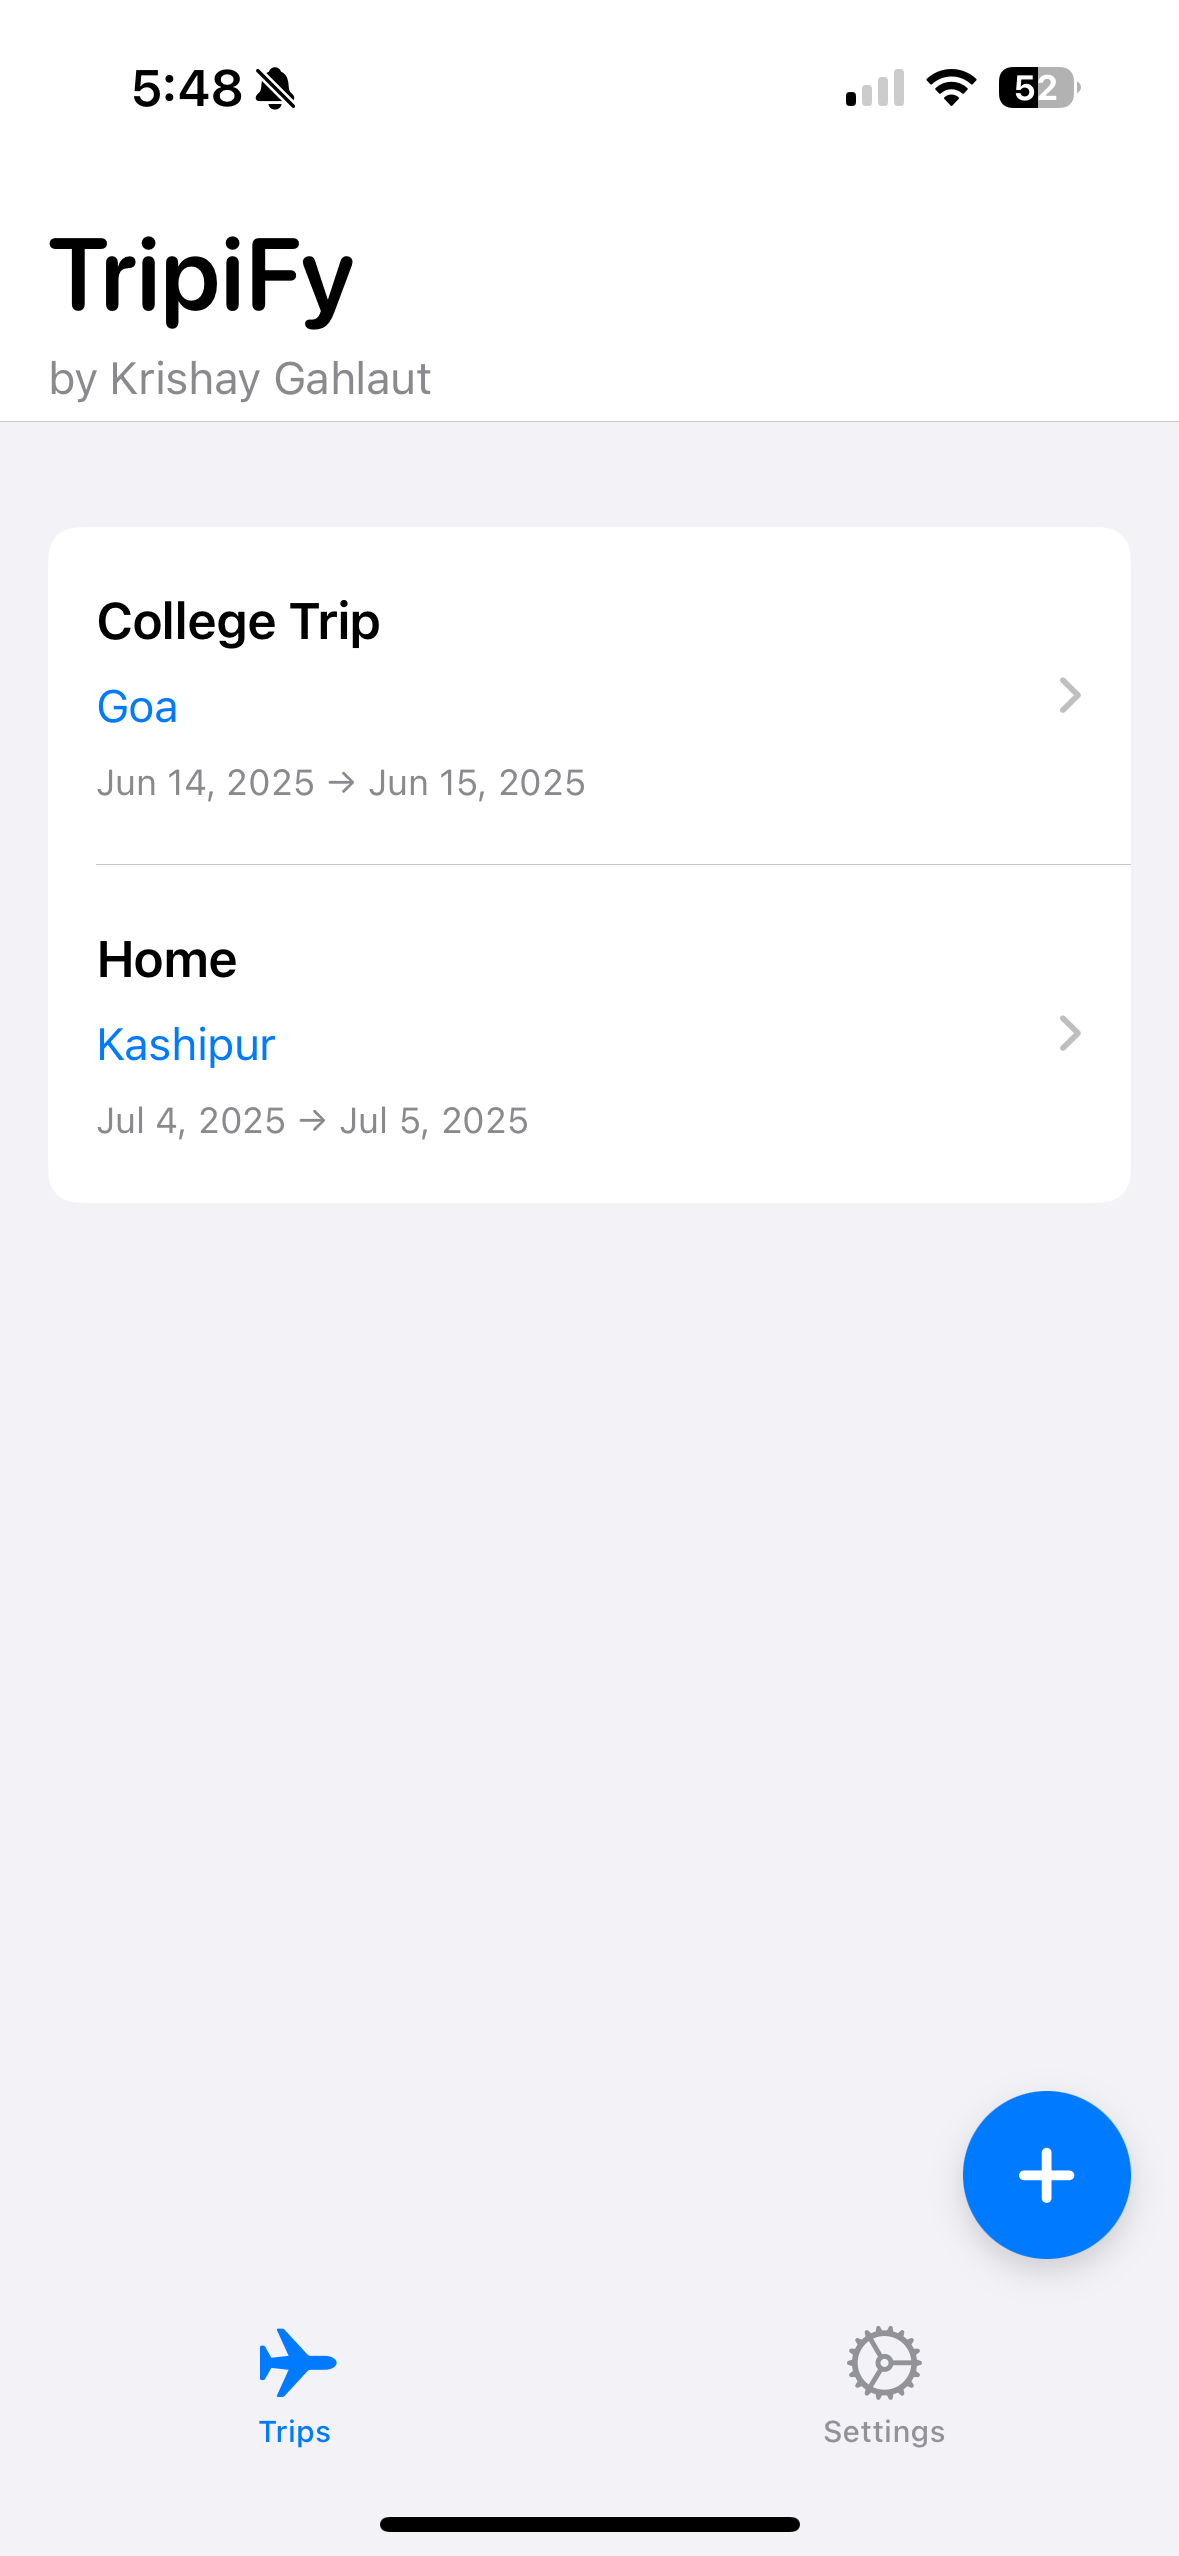 5:48
52
TripiFy
by Krishay Gahlaut
College Trip
Goa
Jun 14, 2025 → Jun 15, 2025
Home
Kashipur
Jul 4, 2025 → Jul 5, 2025
Trips
Settings